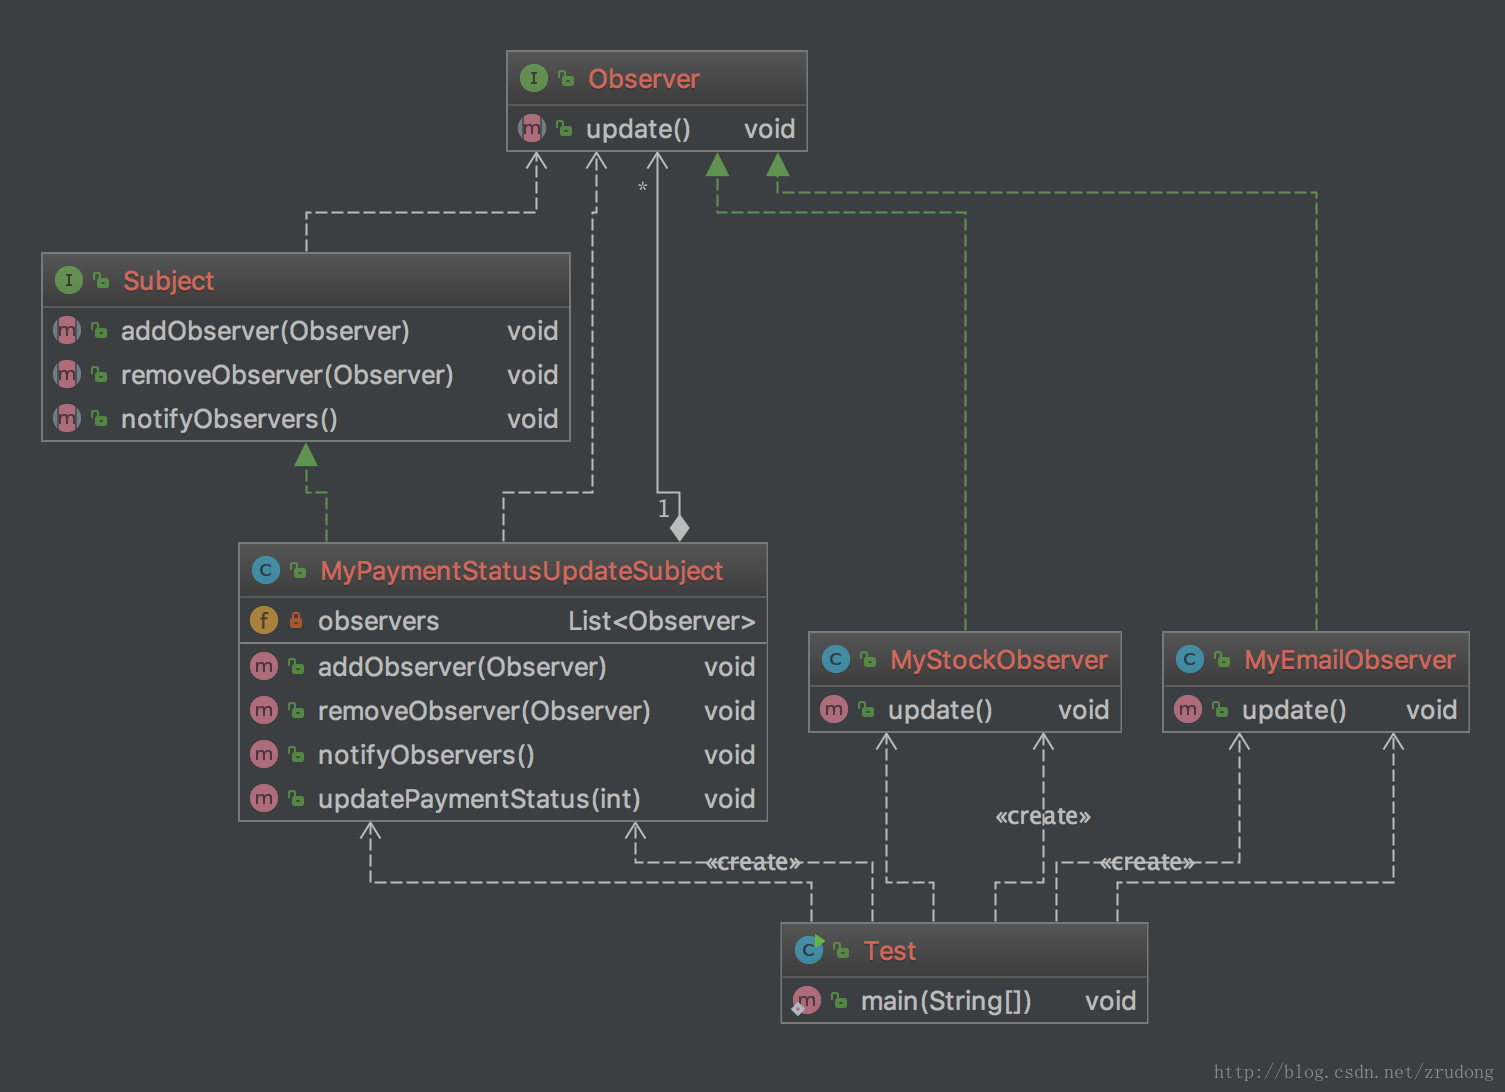 I Observer
m update() void
*
I Subject
m addObserver(Observer) void
m removeObserver(Observer) void
m notifyObservers() void
1
C MyPaymentStatusUpdateSubject
f observers List<Observer>
m addObserver(Observer) void
m removeObserver(Observer) void
m notifyObservers() void
m updatePaymentStatus(int) void
C MyStockObserver
m update() void
C MyEmailObserver
m update() void
«create»
«create»
«create»
C Test
m main(String[]) void
http://blog.csdn.net/zrudong